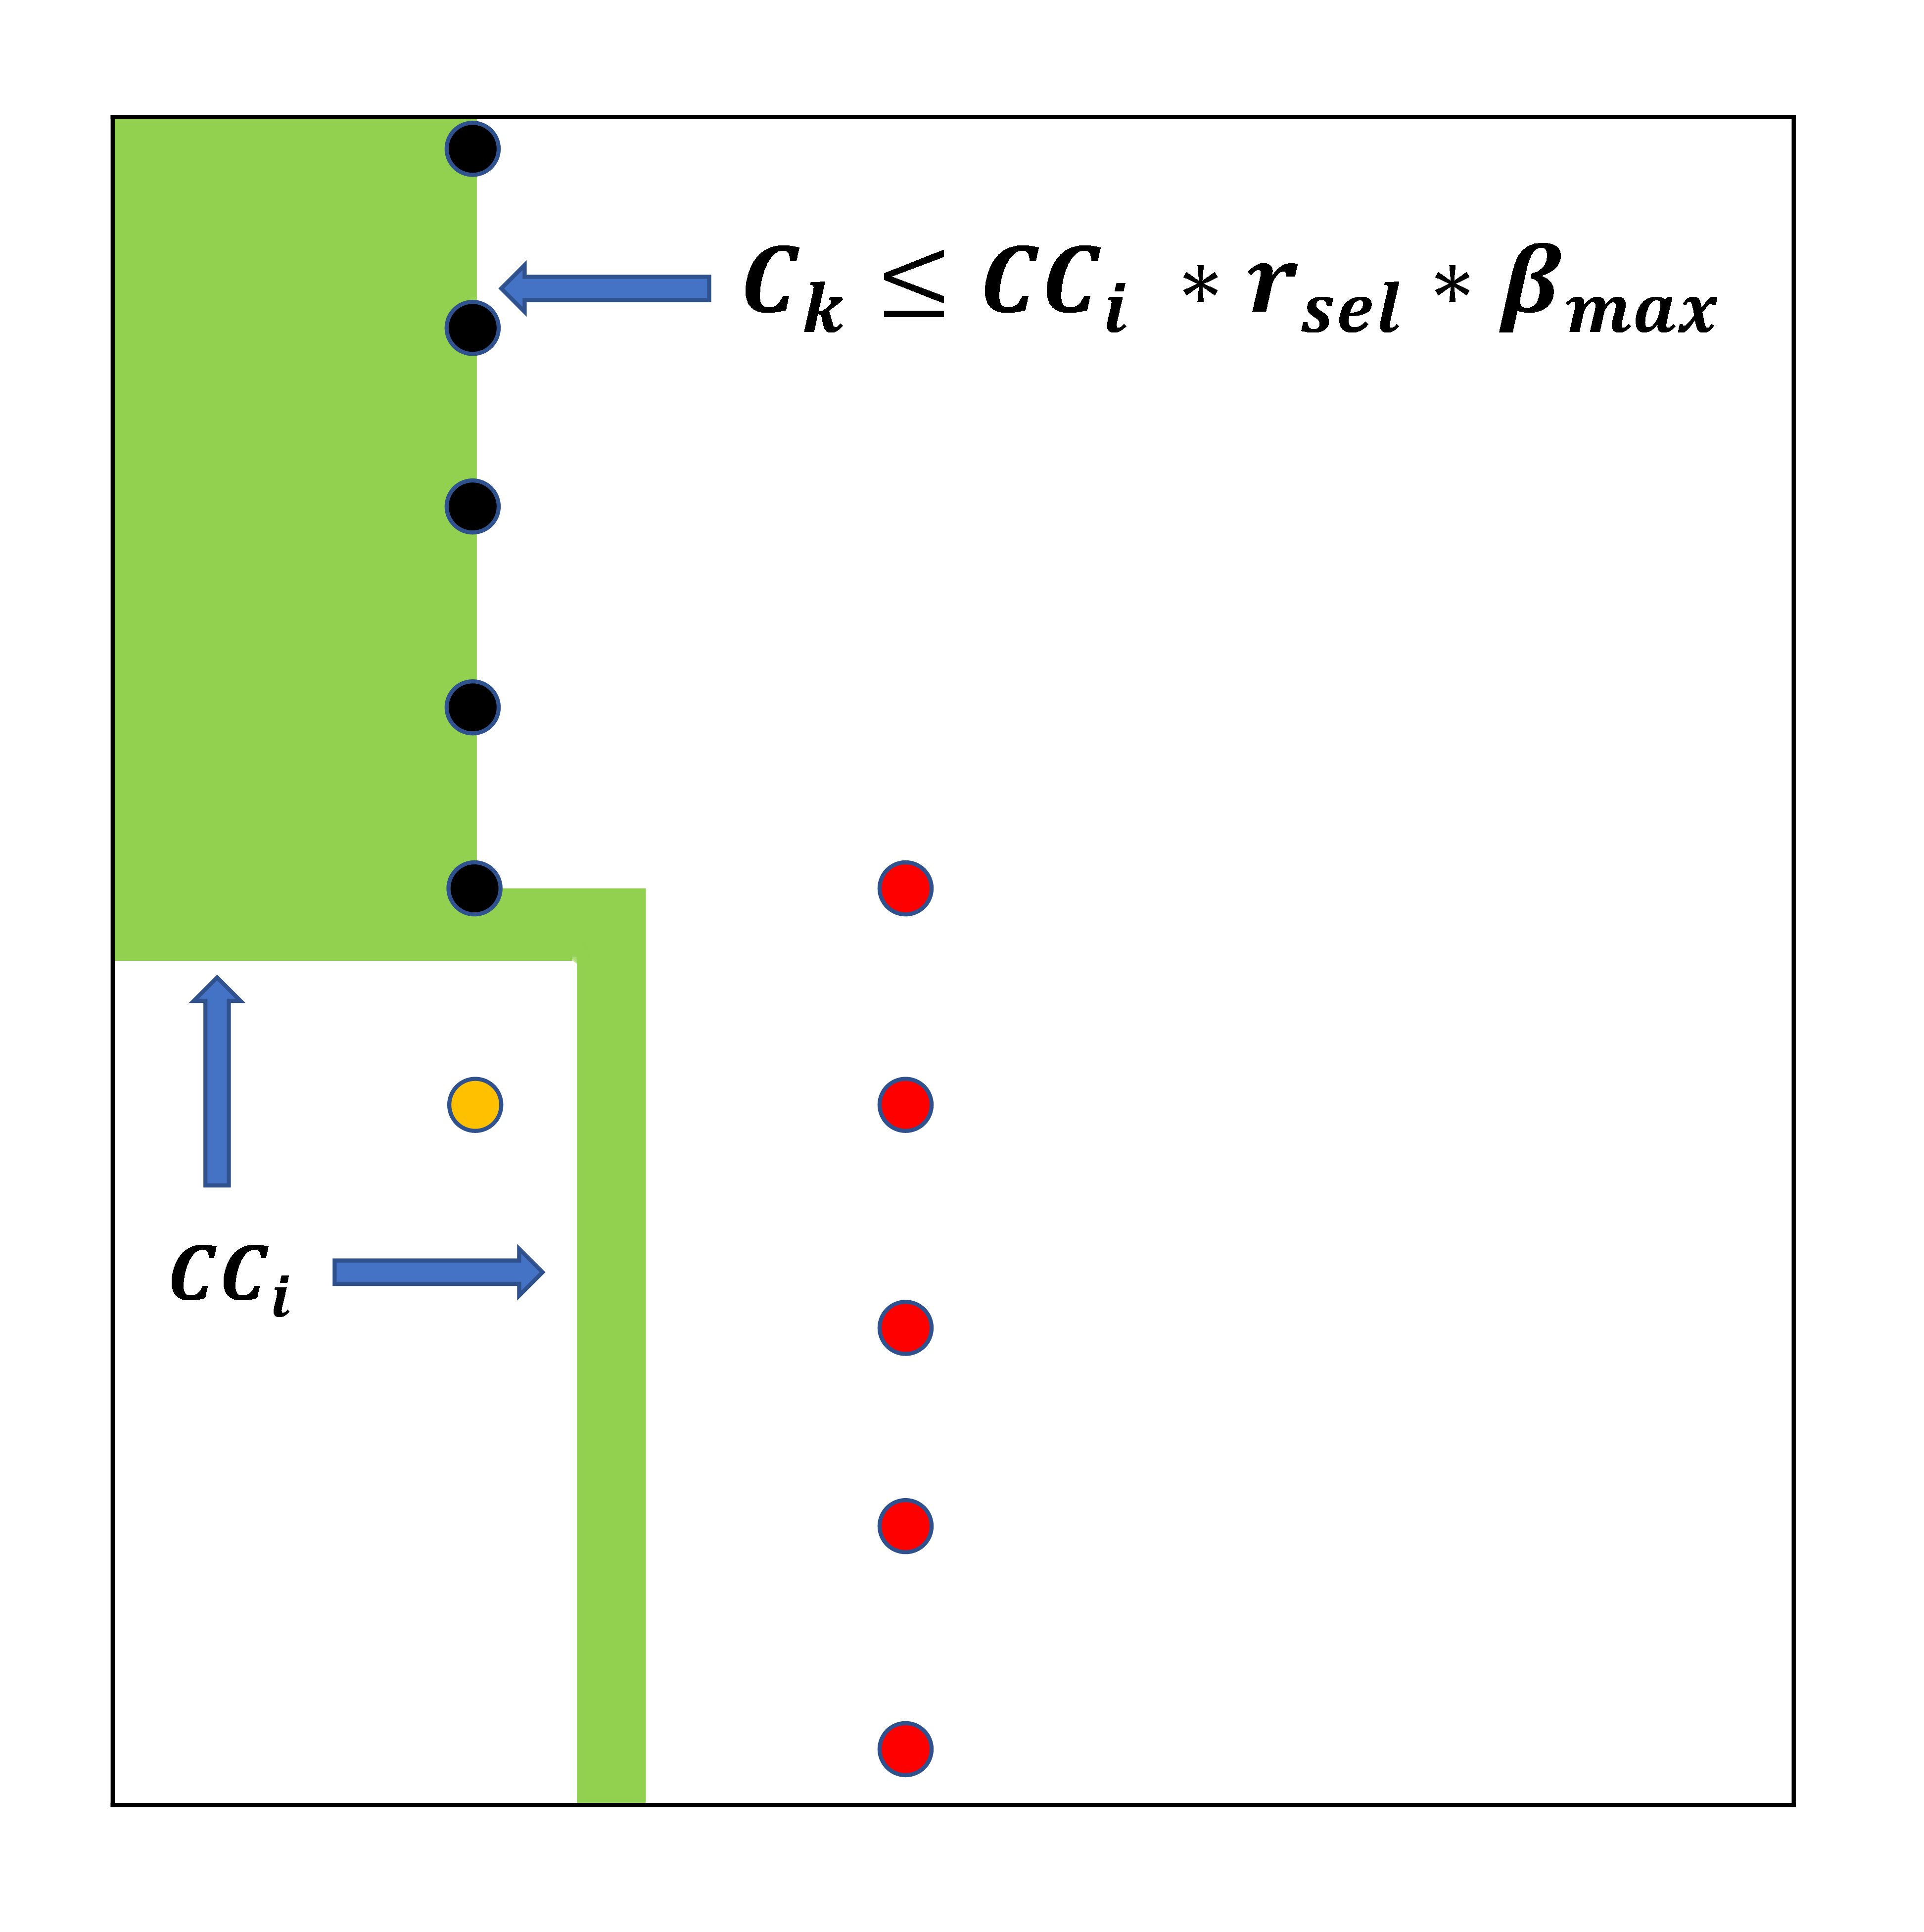 C_k ≤ CC_i * r_sel * β_max
CC_i